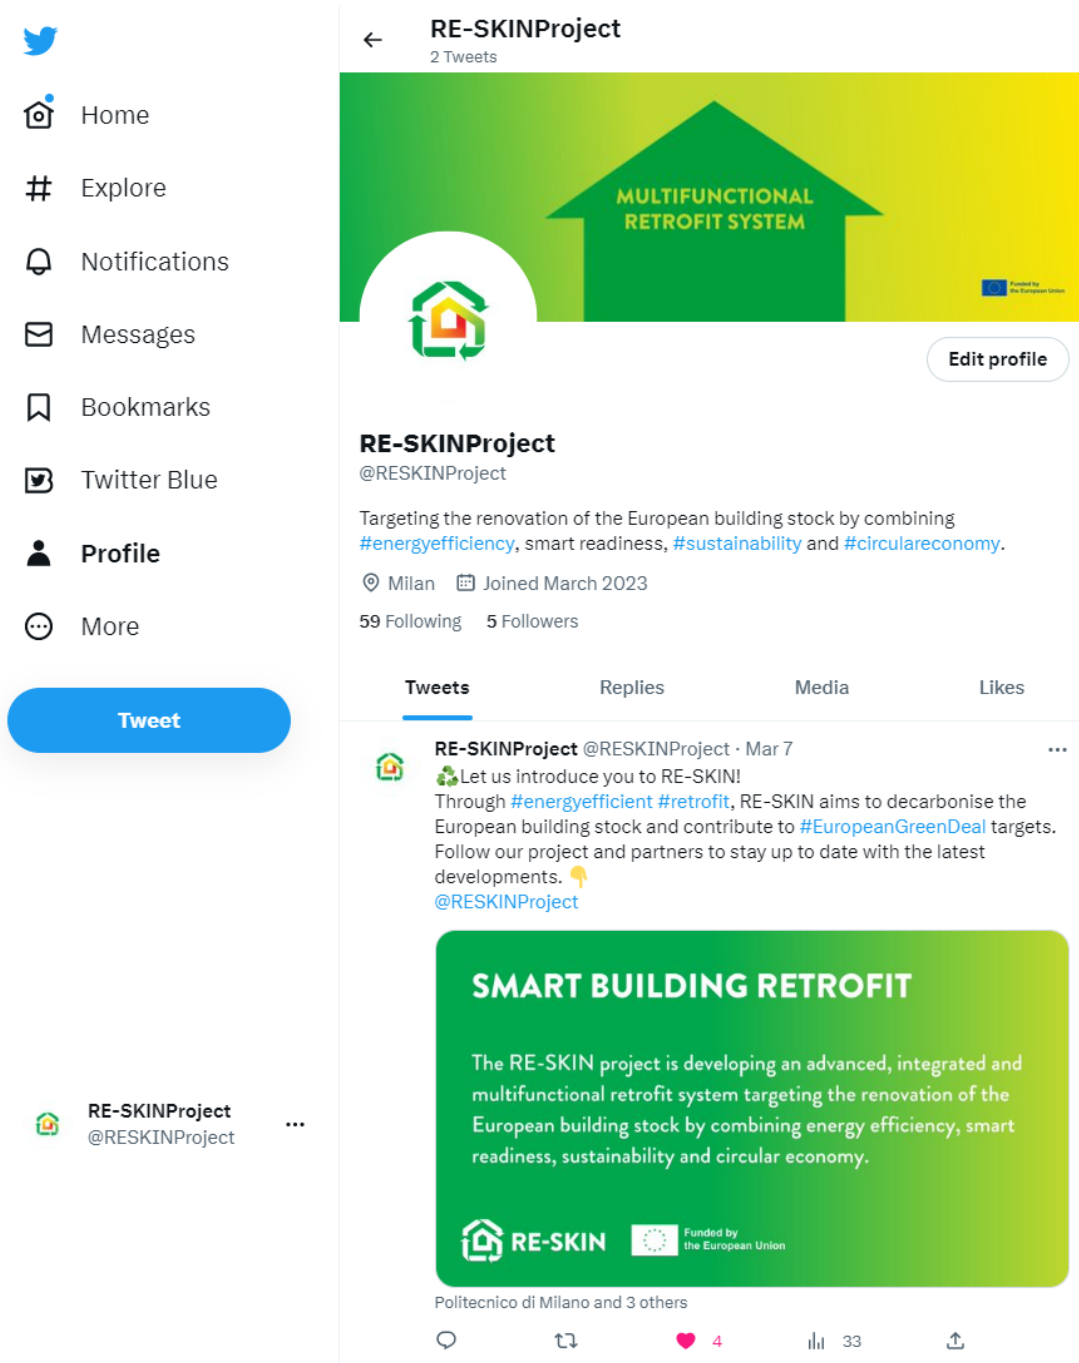 Home
Explore
Notifications
Messages
Bookmarks
Twitter Blue
Profile
More
Tweet
RE-SKINProject
@RESKINProject
RE-SKINProject
2 Tweets
MULTIFUNCTIONAL
RETROFIT SYSTEM
Funded by
the European Union
Edit profile
RE-SKINProject
@RESKINProject
Targeting the renovation of the European building stock by combining
#energyefficiency, smart readiness, #sustainability and #circulareconomy.
Milan Joined March 2023
59 Following 5 Followers
Tweets Replies Media Likes
RE-SKINProject @RESKINProject · Mar 7
♻️Let us introduce you to RE-SKIN!
Through #energyefficient #retrofit, RE-SKIN aims to decarbonise the
European building stock and contribute to #EuropeanGreenDeal targets.
Follow our project and partners to stay up to date with the latest
developments. 👇
@RESKINProject
SMART BUILDING RETROFIT
The RE-SKIN project is developing an advanced, integrated and
multifunctional retrofit system targeting the renovation of the
European building stock by combining energy efficiency, smart
readiness, sustainability and circular economy.
RE-SKIN
Funded by
the European Union
Politecnico di Milano and 3 others
4 33